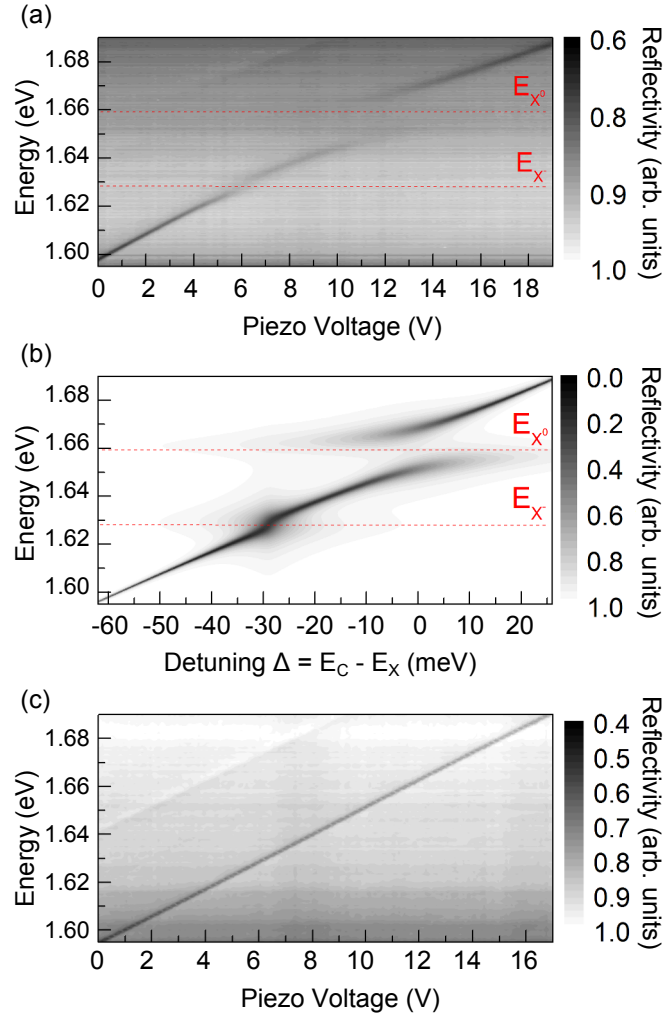 (a)
Energy (eV)
1.68
1.66
1.64
1.62
1.60
E_X⁰
E_X⁻
0 2 4 6 8 10 12 14 16 18
Piezo Voltage (V)
0.6
0.8
0.9
1.0
Reflectivity (arb. units)
(b)
Energy (eV)
1.68
1.66
1.64
1.62
1.60
E_X⁰
E_X⁻
-60 -50 -40 -30 -20 -10 0 10 20
Detuning Δ = E_C - E_X (meV)
0.0
0.2
0.4
0.6
0.8
1.0
Reflectivity (arb. units)
(c)
Energy (eV)
1.68
1.66
1.64
1.62
1.60
0 2 4 6 8 10 12 14 16
Piezo Voltage (V)
0.4
0.5
0.6
0.7
0.8
0.9
1.0
Reflectivity (arb. units)